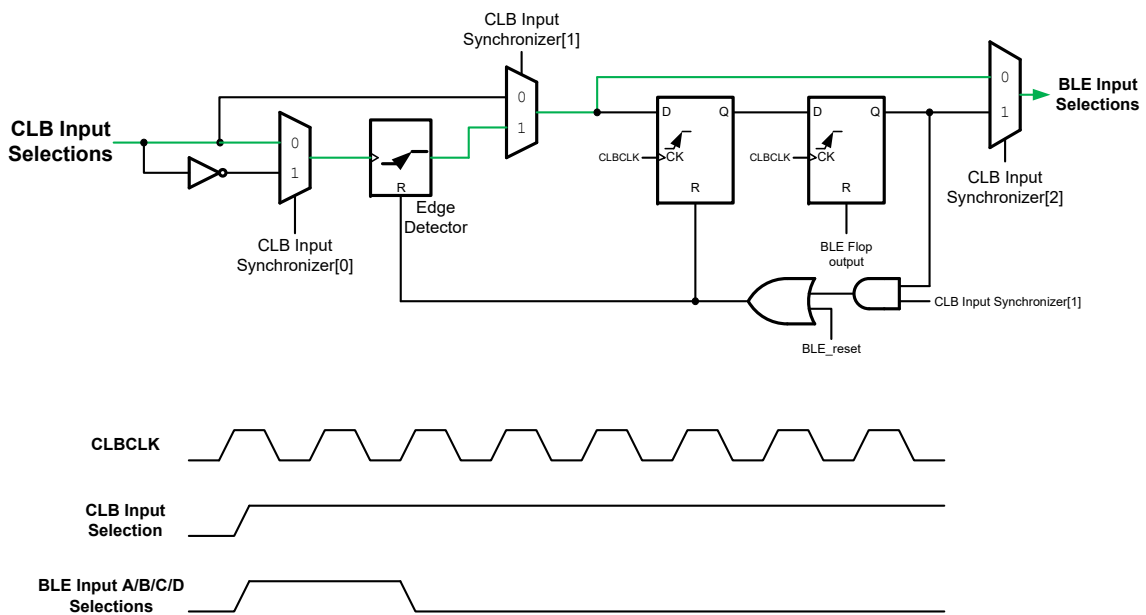 CLB Input
Synchronizer[1]
CLB Input
Selections
0
1
Edge
Detector
R
CLB Input
Synchronizer[0]
0
1
D
Q
CLBCLK
CK
R
D
Q
CLBCLK
CK
R
BLE Flop
output
0
1
BLE Input
Selections
CLB Input
Synchronizer[2]
CLB Input Synchronizer[1]
BLE_reset
CLBCLK
CLB Input
Selection
BLE Input A/B/C/D
Selections